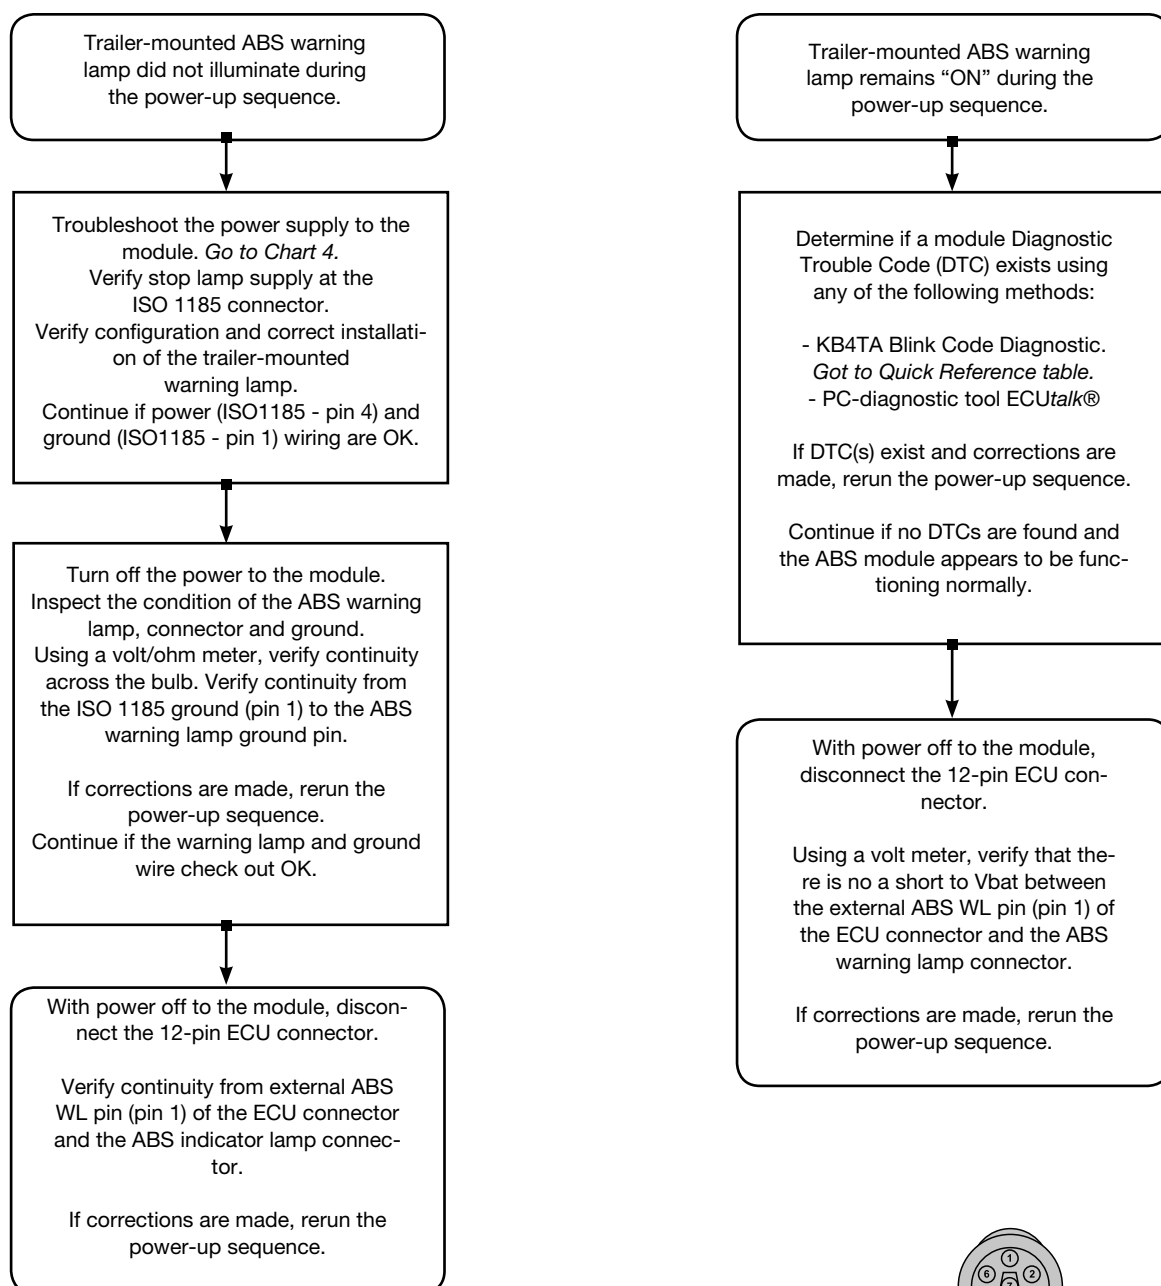 Trailer-mounted ABS warning
lamp did not illuminate during
the power-up sequence.
Troubleshoot the power supply to the
module. Go to Chart 4.
Verify stop lamp supply at the
ISO 1185 connector.
Verify configuration and correct installati-
on of the trailer-mounted
warning lamp.
Continue if power (ISO1185 - pin 4) and
ground (ISO1185 - pin 1) wiring are OK.
Turn off the power to the module.
Inspect the condition of the ABS warning
lamp, connector and ground.
Using a volt/ohm meter, verify continuity
across the bulb. Verify continuity from
the ISO 1185 ground (pin 1) to the ABS
warning lamp ground pin.
If corrections are made, rerun the
power-up sequence.
Continue if the warning lamp and ground
wire check out OK.
With power off to the module, discon-
nect the 12-pin ECU connector.
Verify continuity from external ABS
WL pin (pin 1) of the ECU connector
and the ABS indicator lamp connec-
tor.
If corrections are made, rerun the
power-up sequence.
Trailer-mounted ABS warning
lamp remains “ON” during the
power-up sequence.
Determine if a module Diagnostic
Trouble Code (DTC) exists using
any of the following methods:
- KB4TA Blink Code Diagnostic.
Got to Quick Reference table.
- PC-diagnostic tool ECUtalk®
If DTC(s) exist and corrections are
made, rerun the power-up sequence.
Continue if no DTCs are found and
the ABS module appears to be func-
tioning normally.
With power off to the module,
disconnect the 12-pin ECU con-
nector.
Using a volt meter, verify that the-
re is no a short to Vbat between
the external ABS WL pin (pin 1) of
the ECU connector and the ABS
warning lamp connector.
If corrections are made, rerun the
power-up sequence.
1
6 2
7